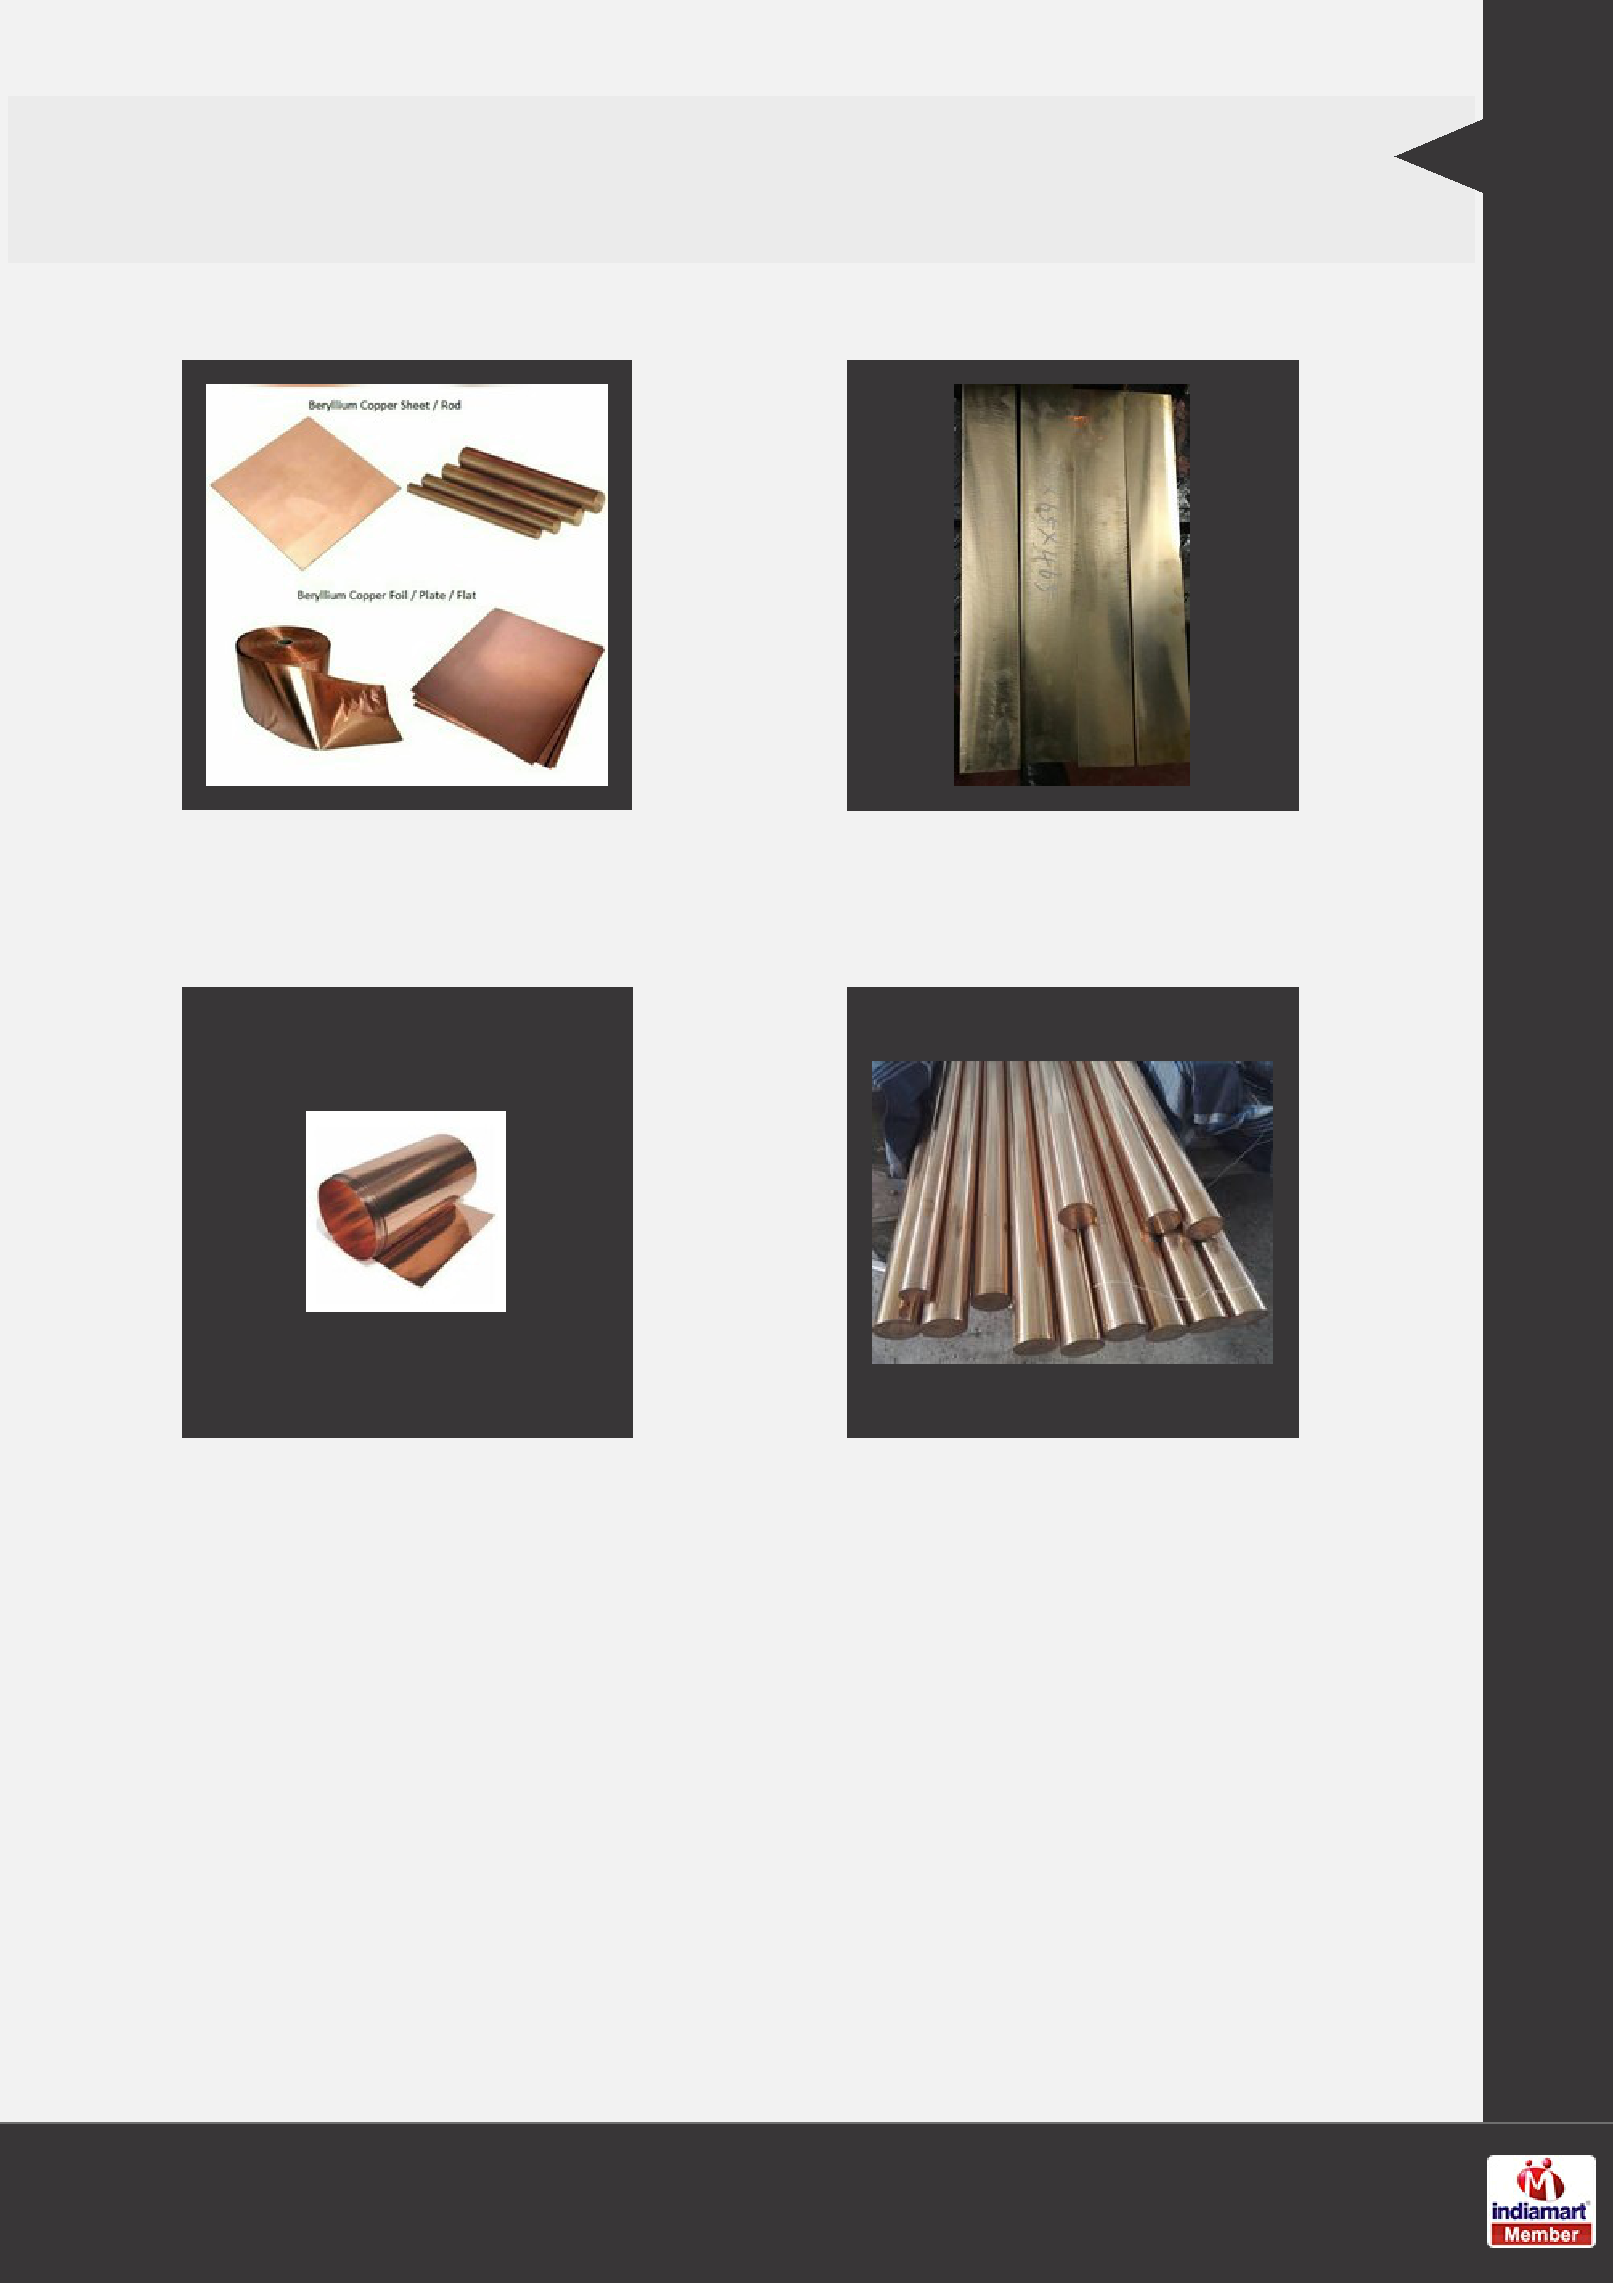 Beryllium Copper Sheet / Rod
Beryllium Copper Foil / Plate / Flat
indiamart
Member